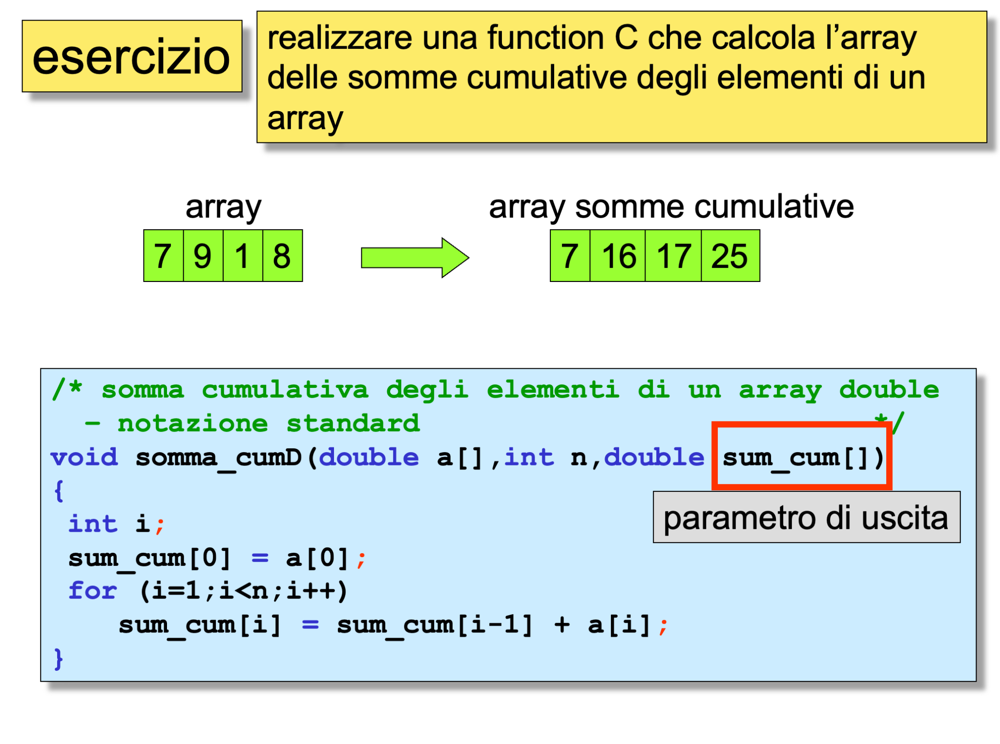 esercizio
realizzare una function C che calcola l’array
delle somme cumulative degli elementi di un
array
array
array somme cumulative
7 9 1 8
7 16 17 25
/* somma cumulativa degli elementi di un array double
– notazione standard */
void somma_cumD(double a[],int n,double sum_cum[])
{
parametro di uscita
int i;
sum_cum[0] = a[0];
for (i=1;i<n;i++)
sum_cum[i] = sum_cum[i-1] + a[i];
}